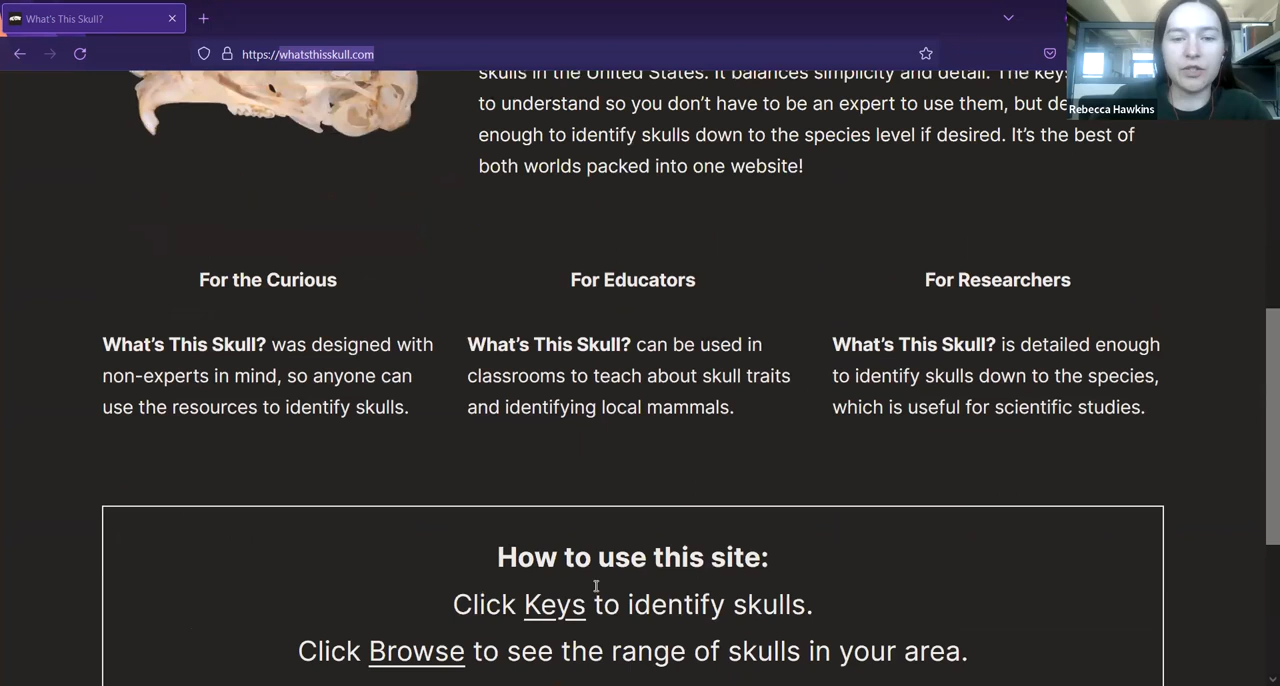 What's This Skull?
https://whatsthisskull.com
Rebecca Hawkins
skulls in the United States. It balances simplicity and detail. The keys
to understand so you don't have to be an expert to use them, but de
enough to identify skulls down to the species level if desired. It's the best of
both worlds packed into one website!
For the Curious
What's This Skull? was designed with
non-experts in mind, so anyone can
use the resources to identify skulls.
For Educators
What's This Skull? can be used in
classrooms to teach about skull traits
and identifying local mammals.
For Researchers
What's This Skull? is detailed enough
to identify skulls down to the species,
which is useful for scientific studies.
How to use this site:
Click Keys to identify skulls.
Click Browse to see the range of skulls in your area.